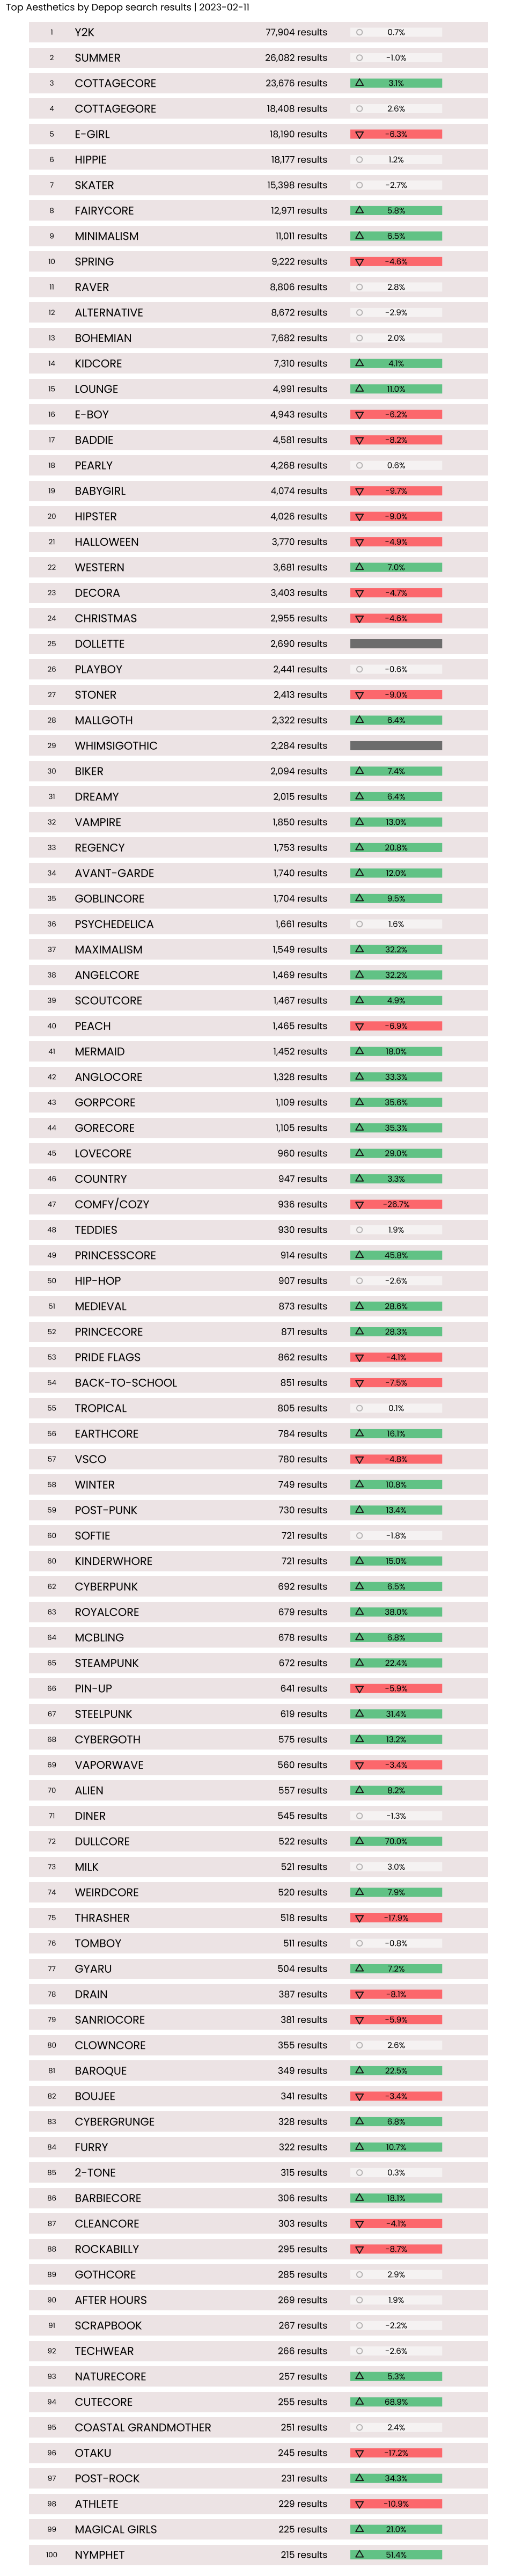 Top Aesthetics by Depop search results | 2023-02-11
1 Y2K 77,904 results 0.7%
2 SUMMER 26,082 results -1.0%
3 COTTAGECORE 23,676 results 3.1%
4 COTTAGEGORE 18,408 results 2.6%
5 E-GIRL 18,190 results -6.3%
6 HIPPIE 18,177 results 1.2%
7 SKATER 15,398 results -2.7%
8 FAIRYCORE 12,971 results 5.8%
9 MINIMALISM 11,011 results 6.5%
10 SPRING 9,222 results -4.6%
11 RAVER 8,806 results 2.8%
12 ALTERNATIVE 8,672 results -2.9%
13 BOHEMIAN 7,682 results 2.0%
14 KIDCORE 7,310 results 4.1%
15 LOUNGE 4,991 results 11.0%
16 E-BOY 4,943 results -6.2%
17 BADDIE 4,581 results -8.2%
18 PEARLY 4,268 results 0.6%
19 BABYGIRL 4,074 results -9.7%
20 HIPSTER 4,026 results -9.0%
21 HALLOWEEN 3,770 results -4.9%
22 WESTERN 3,681 results 7.0%
23 DECORA 3,403 results -4.7%
24 CHRISTMAS 2,955 results -4.6%
25 DOLLETTE 2,690 results
26 PLAYBOY 2,441 results -0.6%
27 STONER 2,413 results -9.0%
28 MALLGOTH 2,322 results 6.4%
29 WHIMSIGOTHIC 2,284 results
30 BIKER 2,094 results 7.4%
31 DREAMY 2,015 results 6.4%
32 VAMPIRE 1,850 results 13.0%
33 REGENCY 1,753 results 20.8%
34 AVANT-GARDE 1,740 results 12.0%
35 GOBLINCORE 1,704 results 9.5%
36 PSYCHEDELICA 1,661 results 1.6%
37 MAXIMALISM 1,549 results 32.2%
38 ANGELCORE 1,469 results 32.2%
39 SCOUTCORE 1,467 results 4.9%
40 PEACH 1,465 results -6.9%
41 MERMAID 1,452 results 18.0%
42 ANGLOCORE 1,328 results 33.3%
43 GORPCORE 1,109 results 35.6%
44 GORECORE 1,105 results 35.3%
45 LOVECORE 960 results 29.0%
46 COUNTRY 947 results 3.3%
47 COMFY/COZY 936 results -26.7%
48 TEDDIES 930 results 1.9%
49 PRINCESSCORE 914 results 45.8%
50 HIP-HOP 907 results -2.6%
51 MEDIEVAL 873 results 28.6%
52 PRINCECORE 871 results 28.3%
53 PRIDE FLAGS 862 results -4.1%
54 BACK-TO-SCHOOL 851 results -7.5%
55 TROPICAL 805 results 0.1%
56 EARTHCORE 784 results 16.1%
57 VSCO 780 results -4.8%
58 WINTER 749 results 10.8%
59 POST-PUNK 730 results 13.4%
60 SOFTIE 721 results -1.8%
60 KINDERWHORE 721 results 15.0%
62 CYBERPUNK 692 results 6.5%
63 ROYALCORE 679 results 38.0%
64 MCBLING 678 results 6.8%
65 STEAMPUNK 672 results 22.4%
66 PIN-UP 641 results -5.9%
67 STEELPUNK 619 results 31.4%
68 CYBERGOTH 575 results 13.2%
69 VAPORWAVE 560 results -3.4%
70 ALIEN 557 results 8.2%
71 DINER 545 results -1.3%
72 DULLCORE 522 results 70.0%
73 MILK 521 results 3.0%
74 WEIRDCORE 520 results 7.9%
75 THRASHER 518 results -17.9%
76 TOMBOY 511 results -0.8%
77 GYARU 504 results 7.2%
78 DRAIN 387 results -8.1%
79 SANRIOCORE 381 results -5.9%
80 CLOWNCORE 355 results 2.6%
81 BAROQUE 349 results 22.5%
82 BOUJEE 341 results -3.4%
83 CYBERGRUNGE 328 results 6.8%
84 FURRY 322 results 10.7%
85 2-TONE 315 results 0.3%
86 BARBIECORE 306 results 18.1%
87 CLEANCORE 303 results -4.1%
88 ROCKABILLY 295 results -8.7%
89 GOTHCORE 285 results 2.9%
90 AFTER HOURS 269 results 1.9%
91 SCRAPBOOK 267 results -2.2%
92 TECHWEAR 266 results -2.6%
93 NATURECORE 257 results 5.3%
94 CUTECORE 255 results 68.9%
95 COASTAL GRANDMOTHER 251 results 2.4%
96 OTAKU 245 results -17.2%
97 POST-ROCK 231 results 34.3%
98 ATHLETE 229 results -10.9%
99 MAGICAL GIRLS 225 results 21.0%
100 NYMPHET 215 results 51.4%